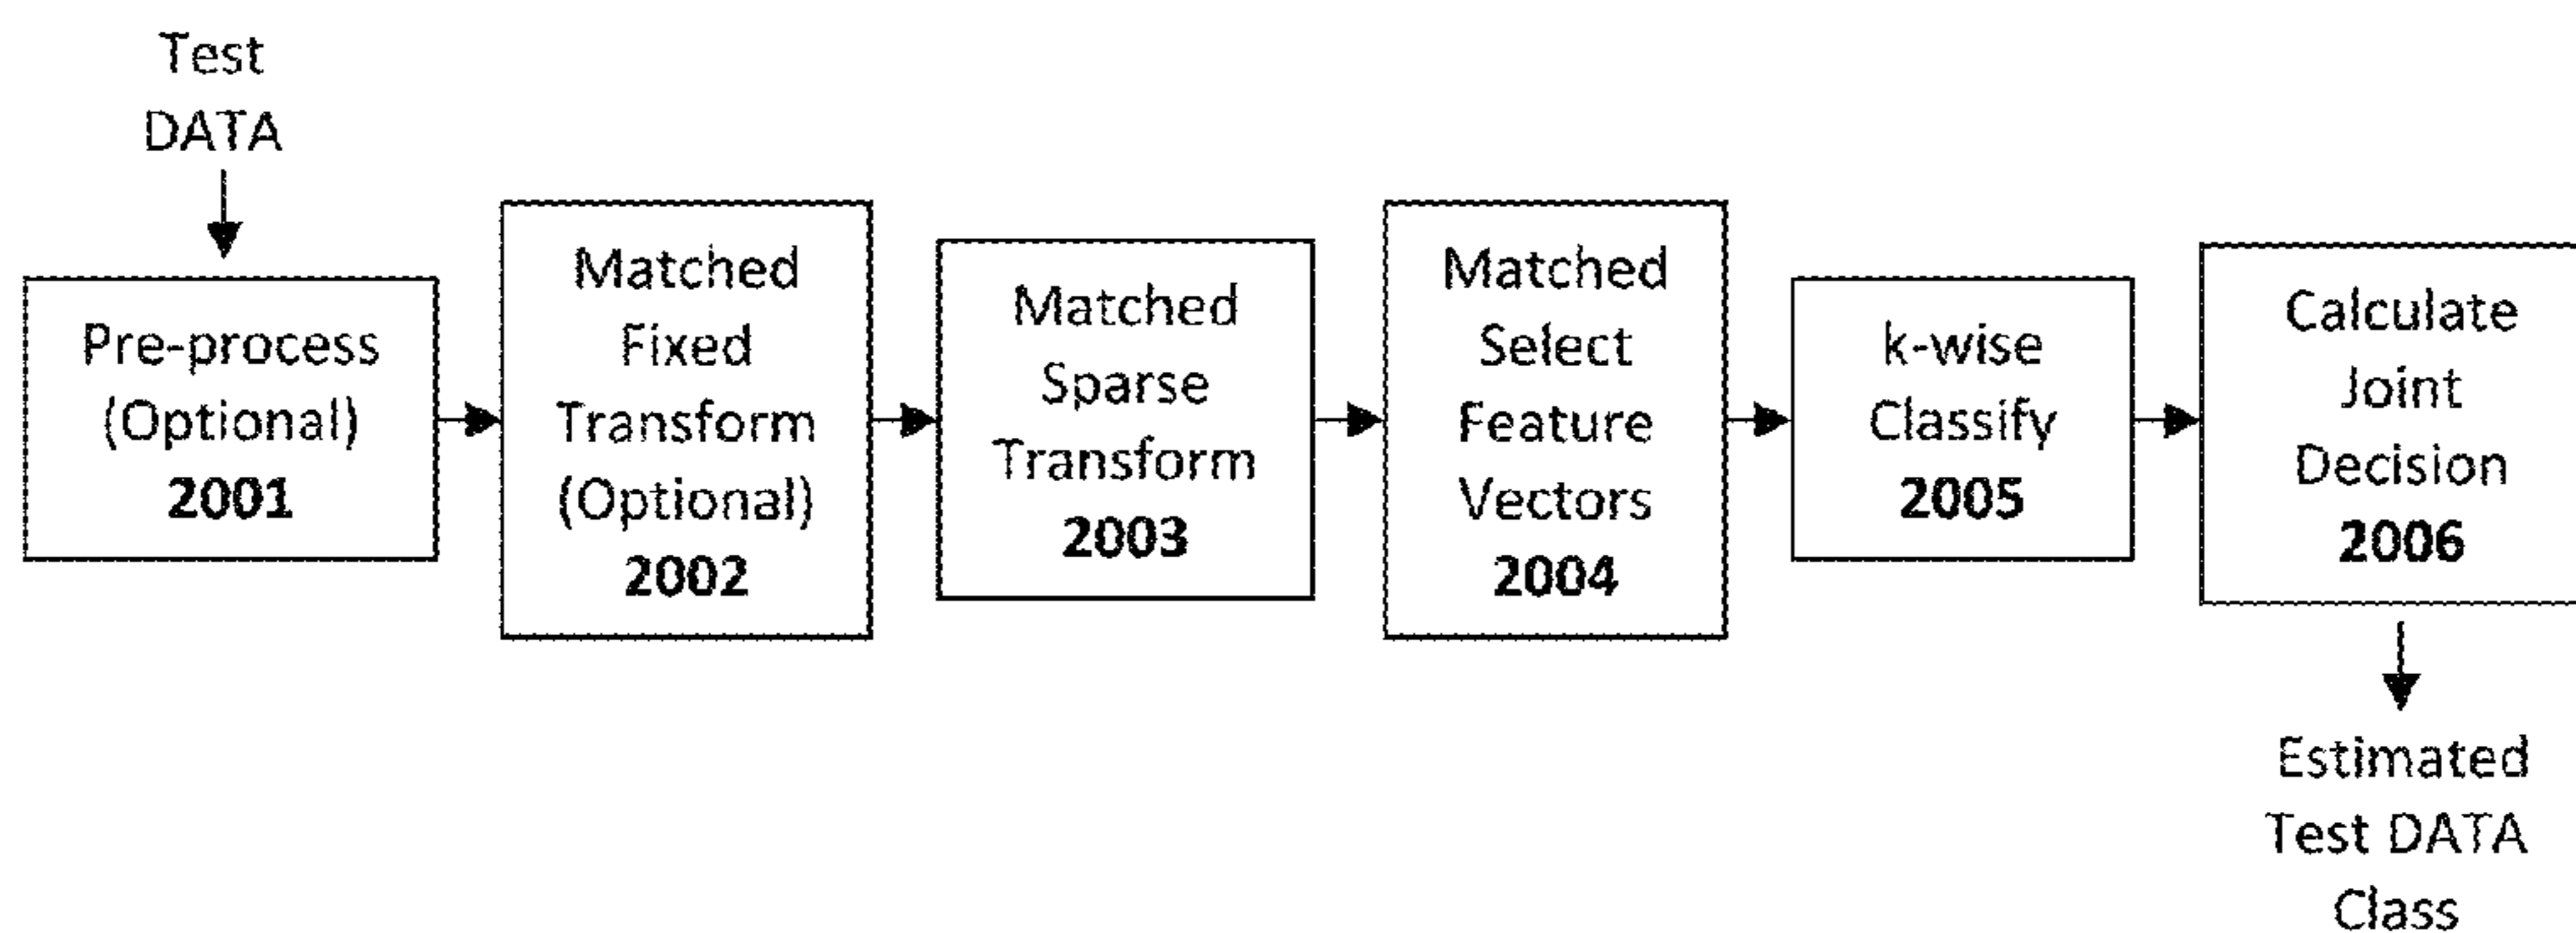 Test
DATA
Pre-process
(Optional)
2001
Matched
Fixed
Transform
(Optional)
2002
Matched
Sparse
Transform
2003
Matched
Select
Feature
Vectors
2004
k-wise
Classify
2005
Calculate
Joint
Decision
2006
Estimated
Test DATA
Class